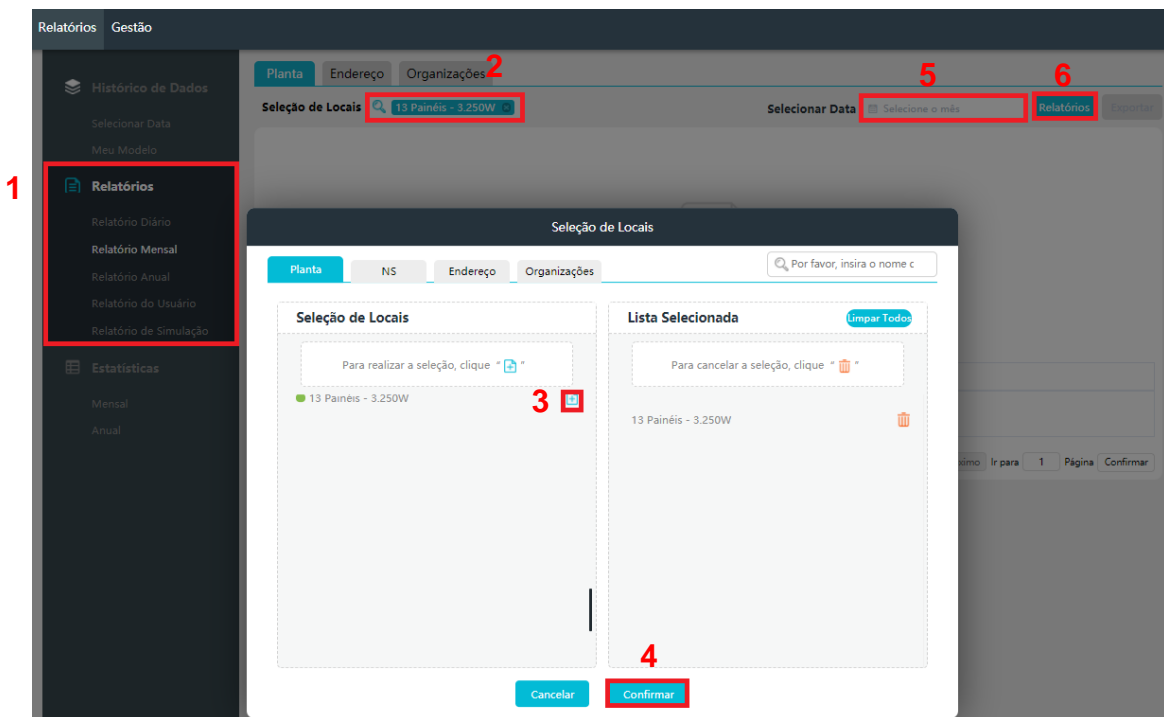 Relatórios Gestão
Planta Endereço Organizações 2
5
6
Histórico de Dados
Seleção de Locais 13 Painéis - 3.250W
Selecionar Data Selecione o mês Relatórios Exportar
Selecionar Data
Meu Modelo
1
Relatórios
Relatório Diário
Relatório Mensal
Relatório Anual
Relatório do Usuário
Relatório de Simulação
Estatísticas
Mensal
Anual
Seleção de Locais
Planta NS Endereço Organizações
Por favor, insira o nome c
Seleção de Locais
Para realizar a seleção, clique “ ”
13 Painéis - 3.250W
3
Lista Selecionada Limpar Todos
Para cancelar a seleção, clique “ ”
13 Painéis - 3.250W
Ir para 1 Página Confirmar
4
Cancelar Confirmar